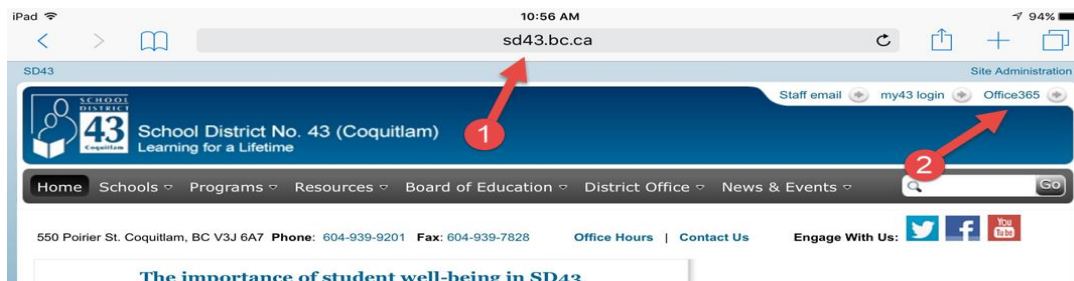 iPad 10:56 AM 94%
sd43.bc.ca
SD43 Site Administration
Staff email my43 login Office365
SCHOOL
DISTRICT
43
Coquitlam
School District No. 43 (Coquitlam)
Learning for a Lifetime
1
2
Home Schools Programs Resources Board of Education District Office News & Events Go
550 Poirier St. Coquitlam, BC V3J 6A7 Phone: 604-939-9201 Fax: 604-939-7828 Office Hours | Contact Us Engage With Us: You Tube
The importance of student well-being in SD43